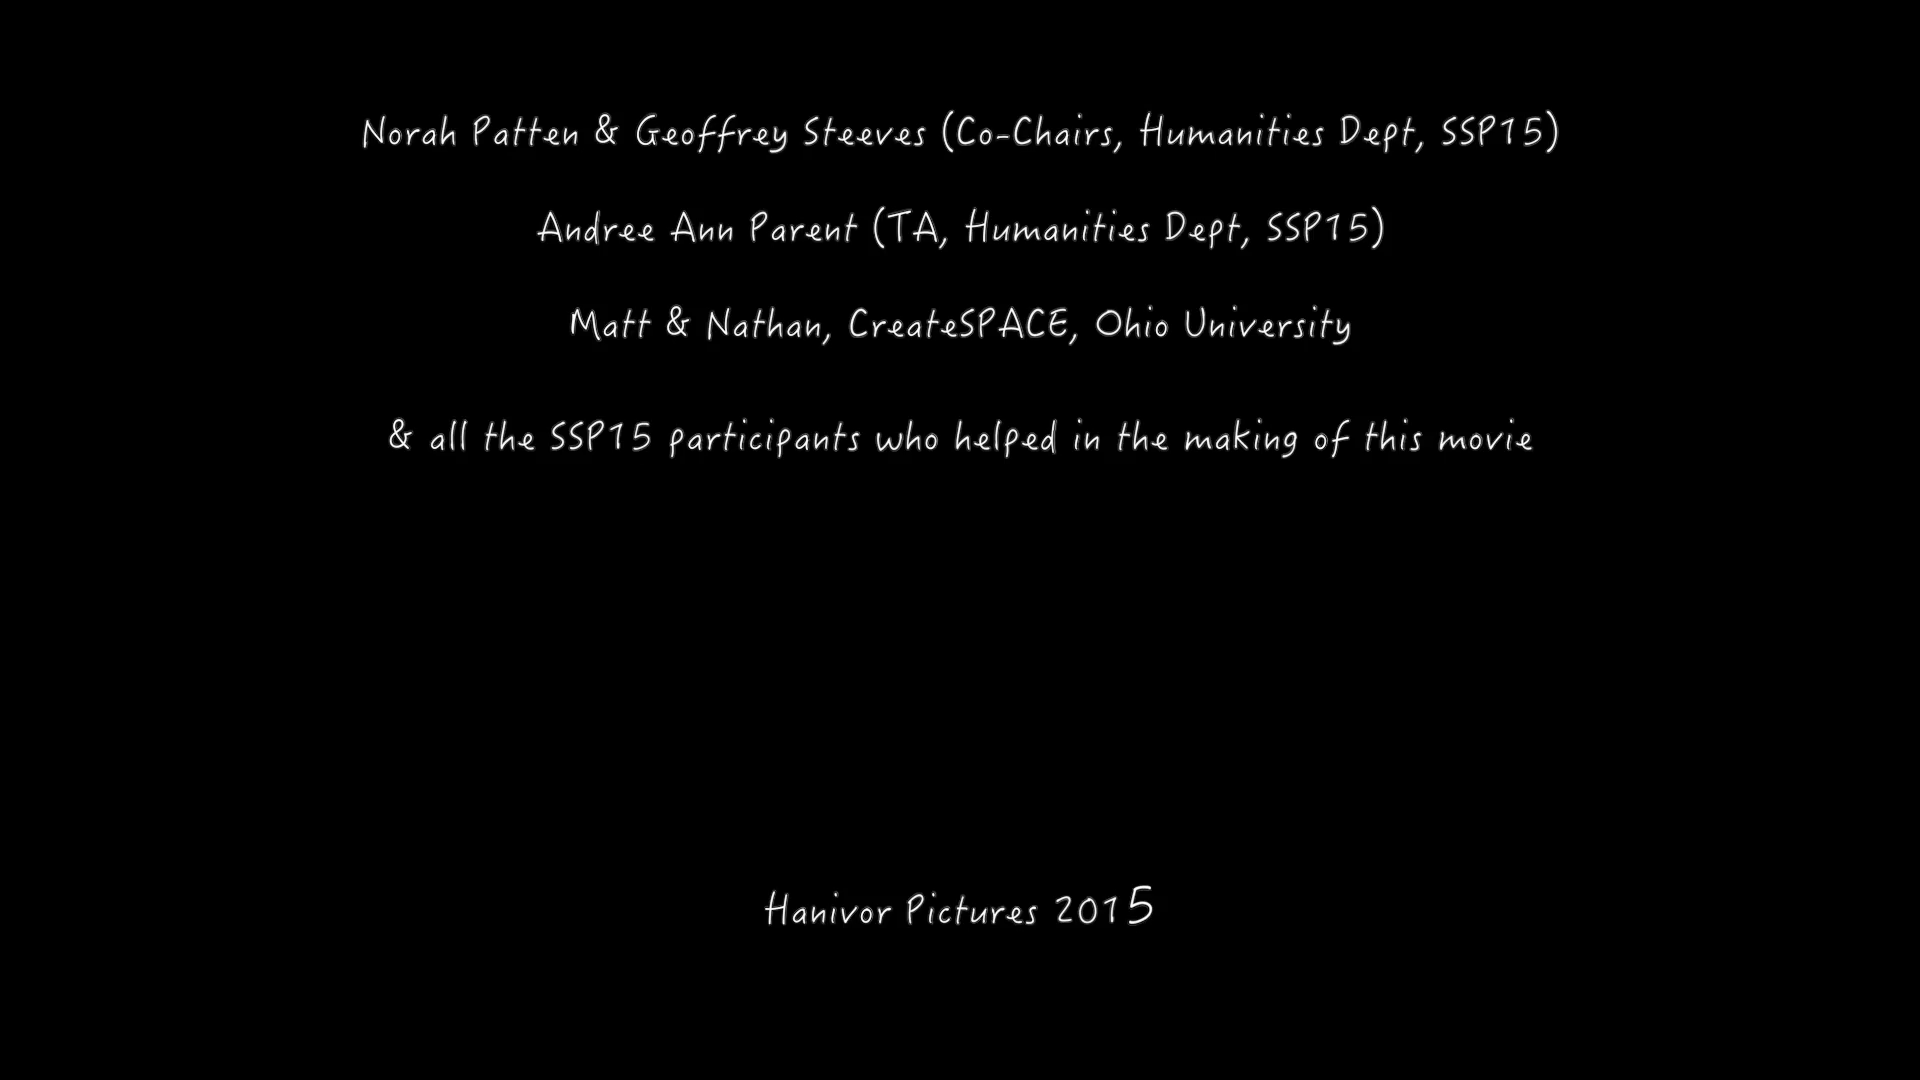 Norah Patten & Geoffrey Steeves (Co-Chairs, Humanities Dept, SSP15)
Andree Ann Parent (TA, Humanities Dept, SSP15)
Matt & Nathan, CreateSPACE, Ohio University
& all the SSP15 participants who helped in the making of this movie
Hanivor Pictures 2015